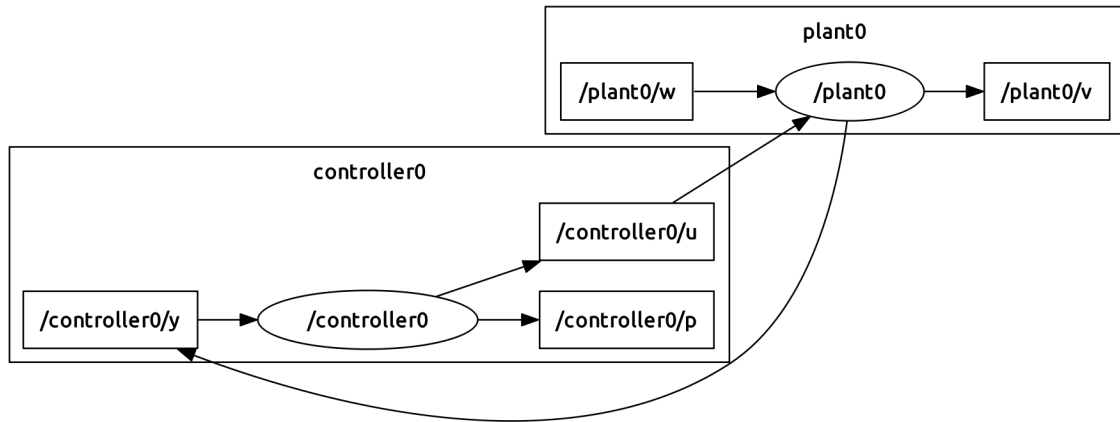 plant0
/plant0/w
/plant0
/plant0/v
controller0
/controller0/u
/controller0/y
/controller0
/controller0/p